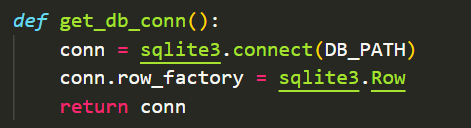 def get_db_conn():
    conn = sqlite3.connect(DB_PATH)
    conn.row_factory = sqlite3.Row
    return conn